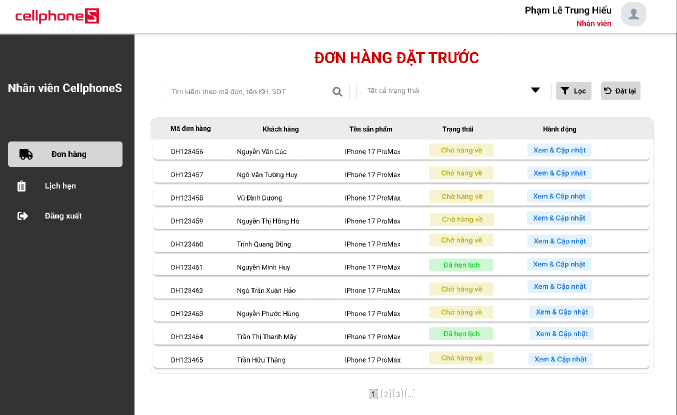 cellphoneS
Phạm Lê Trung Hiếu
Nhân viên
Nhân viên CellphoneS
Đơn hàng
Lịch hẹn
Đăng xuất
ĐƠN HÀNG ĐẶT TRƯỚC
Tìm kiếm theo mã đơn, tên KH, SDT
Tất cả trạng thái
Lọc
Đặt lại
Mã đơn hàng Khách hàng Tên sản phẩm Trạng thái Hành động
DH123456 Nguyễn Văn Cúc IPhone 17 ProMax Chờ hàng về Xem & Cập nhật
DH123457 Ngô Văn Tường Huy IPhone 17 ProMax Chờ hàng về Xem & Cập nhật
DH123458 Vũ Đình Dương IPhone 17 ProMax Chờ hàng về Xem & Cập nhật
DH123459 Nguyễn Thị Hồng Hà IPhone 17 ProMax Chờ hàng về Xem & Cập nhật
DH123460 Trịnh Quang Dũng IPhone 17 ProMax Chờ hàng về Xem & Cập nhật
DH123461 Nguyễn Minh Huy IPhone 17 ProMax Đã hẹn lịch Xem & Cập nhật
DH123462 Ngô Trần Xuân Hảo IPhone 17 ProMax Chờ hàng về Xem & Cập nhật
DH123463 Nguyễn Phước Hùng IPhone 17 ProMax Chờ hàng về Xem & Cập nhật
DH123464 Trần Thị Thanh Mây IPhone 17 ProMax Đã hẹn lịch Xem & Cập nhật
DH123465 Trần Hữu Thắng IPhone 17 ProMax Chờ hàng về Xem & Cập nhật
1 [2][3][...]